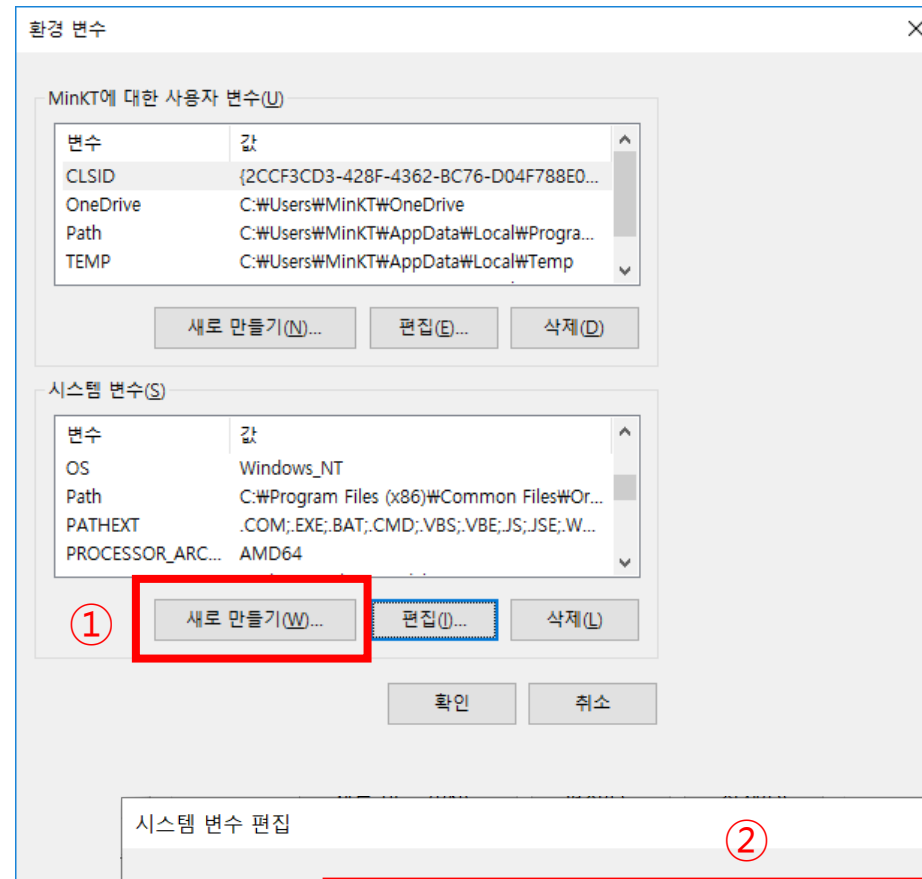 환경 변수
MinKT에 대한 사용자 변수(U)
변수 값
CLSID {2CCF3CD3-428F-4362-BC76-D04F788E0...
OneDrive C:₩Users₩MinKT₩OneDrive
Path C:₩Users₩MinKT₩AppData₩Local₩Progra...
TEMP C:₩Users₩MinKT₩AppData₩Local₩Temp
새로 만들기(N)... 편집(E)... 삭제(D)
시스템 변수(S)
변수 값
OS Windows_NT
Path C:₩Program Files (x86)₩Common Files₩Or...
PATHEXT .COM;.EXE;.BAT;.CMD;.VBS;.VBE;.JS;.JSE;.W...
PROCESSOR_ARC... AMD64
① 새로 만들기(W)... 편집(I)... 삭제(L)
확인 취소
시스템 변수 편집
②